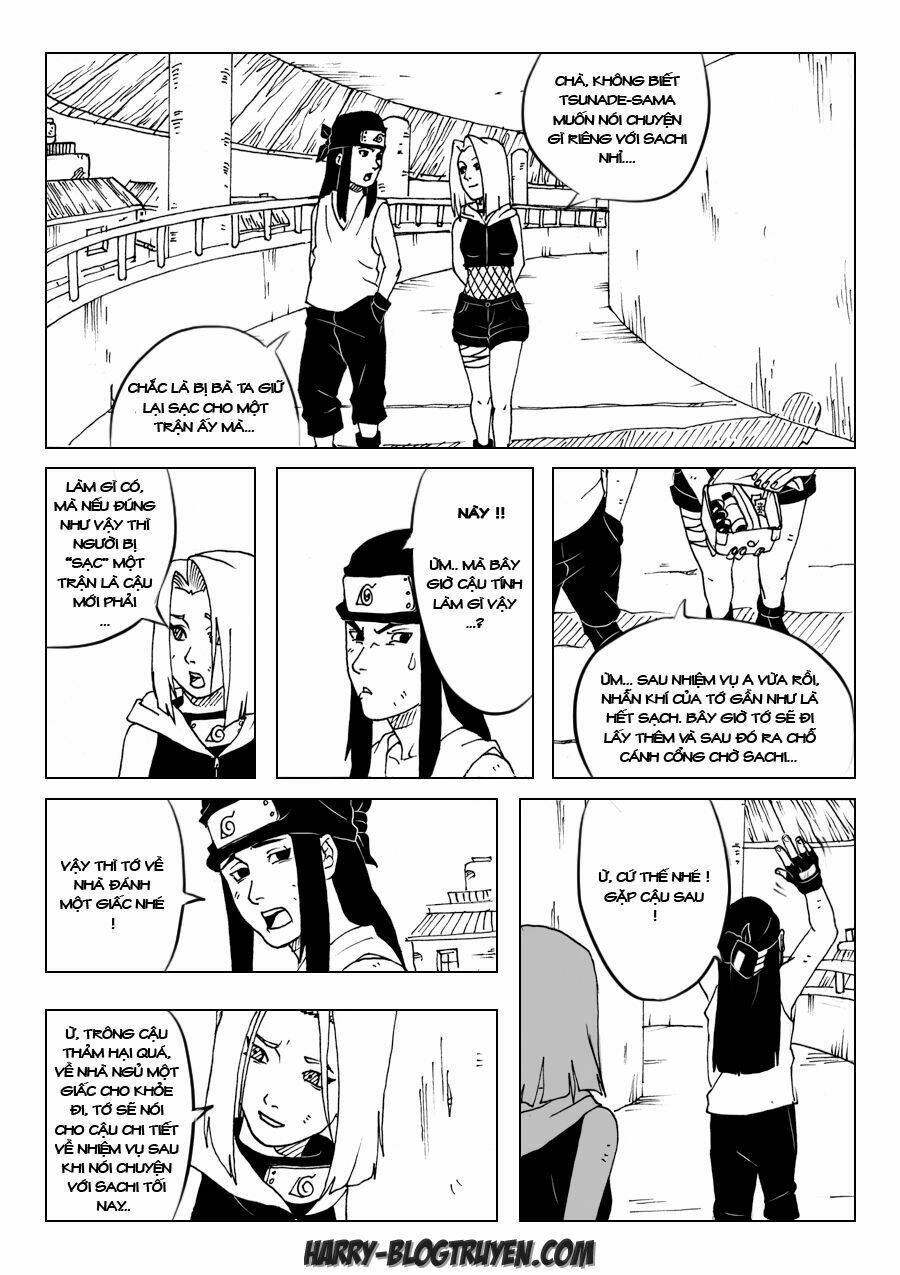 CHÀ, KHÔNG BIẾT
TSUNADE-SAMA
MUỐN NÓI CHUYỆN
GÌ RIÊNG VỚI SACHI
NHỈ....
CHẮC LÀ BỊ BÀ TA GIỮ
LẠI SẠC CHO MỘT
TRẬN ẤY MÀ...
LÀM GÌ CÓ,
MÀ NẾU ĐÚNG
NHƯ VẬY THÌ
NGƯỜI BỊ
"SẠC" MỘT
TRẬN LÀ CẬU
MỚI PHẢI
...
NÀY !!
ỪM.. MÀ BÂY
GIỜ CẬU TÍNH
LÀM GÌ VẬY
...?
ỪM... SAU NHIỆM VỤ A VỪA RỒI,
NHẪN KHÍ CỦA TỚ GẦN NHƯ LÀ
HẾT SẠCH. BÂY GIỜ TỚ SẼ ĐI
LẤY THÊM VÀ SAU ĐÓ RA CHỖ
CÁNH CỔNG CHỜ SACHI...
VẬY THÌ TỚ VỀ
NHÀ ĐÁNH
MỘT GIẤC NHÉ
!
Ừ, TRÔNG CẬU
THẢM HẠI QUÁ,
VỀ NHÀ NGỦ MỘT
GIẤC CHO KHỎE
ĐI, TỚ SẼ NÓI
CHO CẬU CHI TIẾT
VỀ NHIỆM VỤ SAU
KHI NÓI CHUYỆN
VỚI SACHI TỐI
NAY..
Ừ, CỨ THẾ NHÉ !
GẶP CẬU SAU
!
HARRY-BLOGTRUYEN.COM